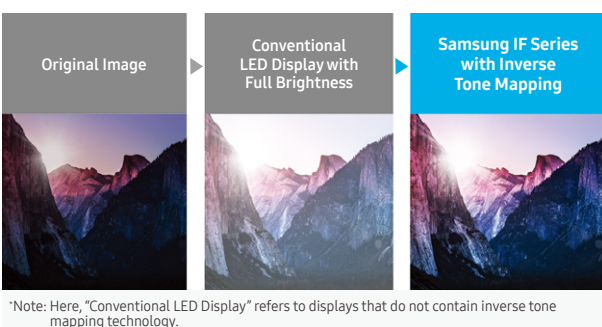 Original Image
Conventional
LED Display with
Full Brightness
Samsung IF Series
with Inverse
Tone Mapping
*Note: Here, "Conventional LED Display" refers to displays that do not contain inverse tone
mapping technology.